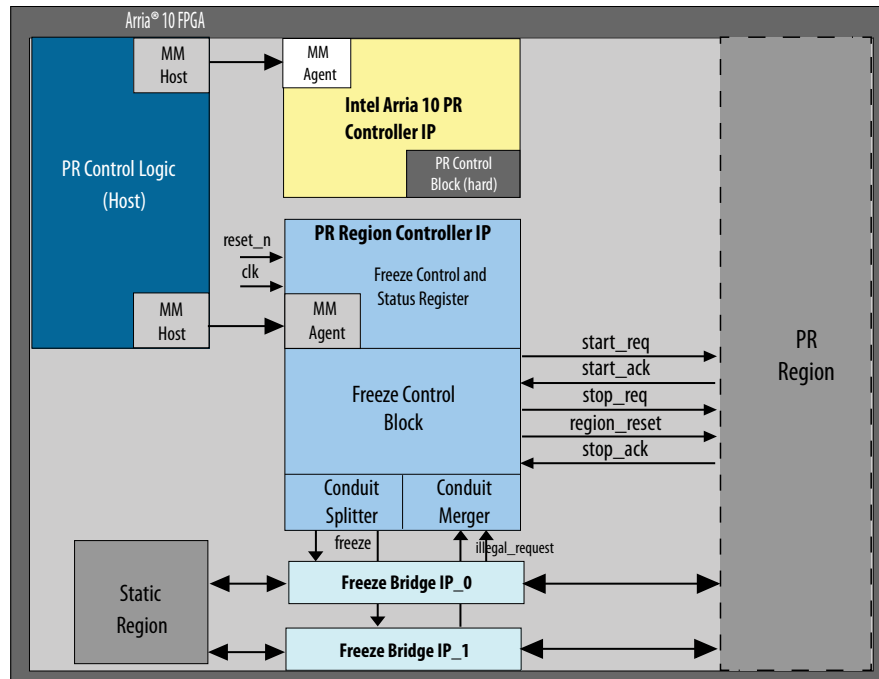 Arria® 10 FPGA
MM
Host
MM
Agent
Intel Arria 10 PR
Controller IP
PR Control
Block (hard)
PR Control Logic
(Host)
reset_n
clk
PR Region Controller IP
Freeze Control and
Status Register
MM
Host
MM
Agent
start_req
start_ack
stop_req
region_reset
stop_ack
PR
Region
Freeze Control
Block
Conduit
Splitter
Conduit
Merger
freeze
illegal_request
Static
Region
Freeze Bridge IP_0
Freeze Bridge IP_1